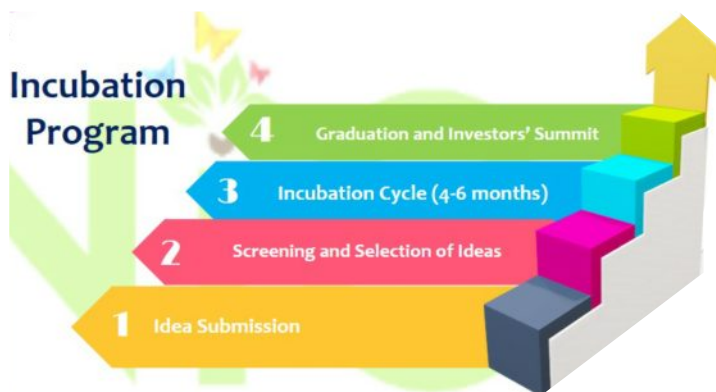 Incubation
Program
4 Graduation and Investors' Summit
3 Incubation Cycle (4-6 months)
2 Screening and Selection of Ideas
1 Idea Submission